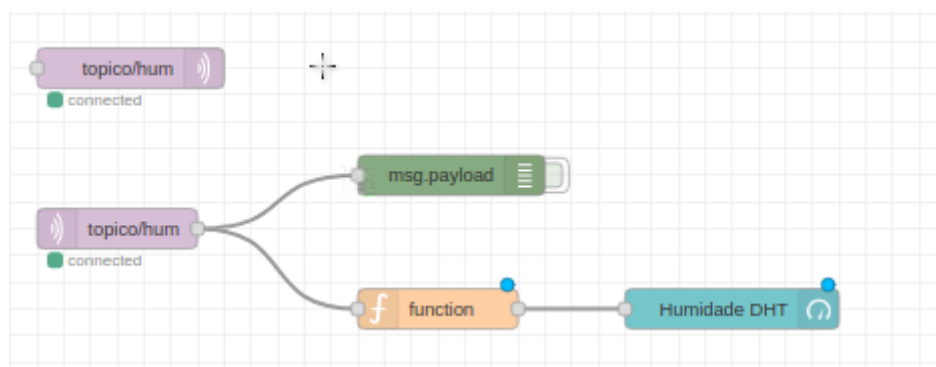 topico/hum
connected
msg.payload
topico/hum
connected
function
Humidade DHT